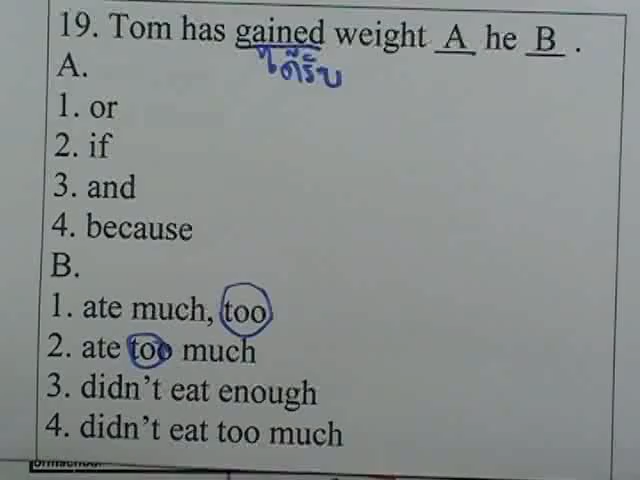 19. Tom has gained weight A he B .
ได้รับ
A.
1. or
2. if
3. and
4. because
B.
1. ate much, too
2. ate too much
3. didn't eat enough
4. didn't eat too much